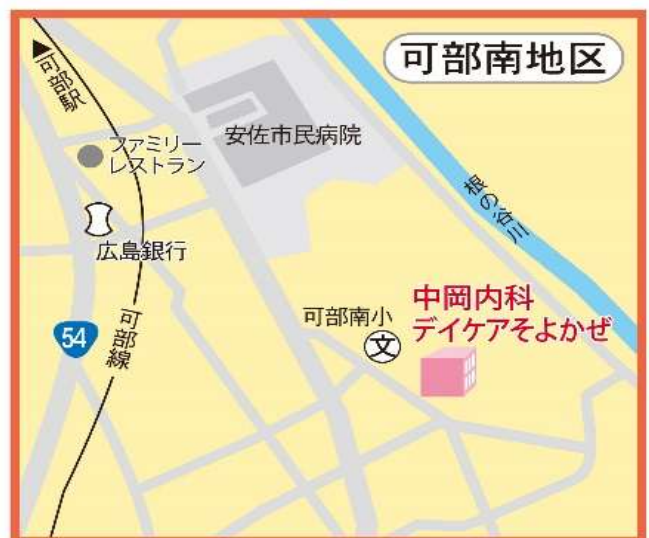 可部南地区
▶可部駅
ファミリー
レストラン
安佐市民病院
広島銀行
根の谷川
54
可部線
可部南小
文
中岡内科
デイケアそよかぜ